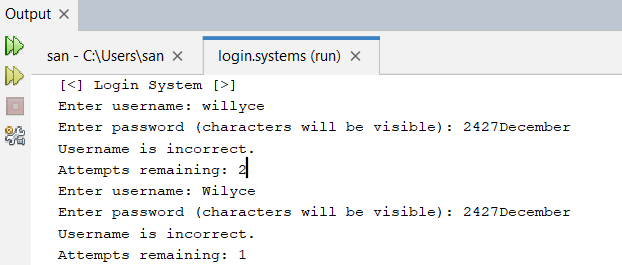 Output ×
san - C:\Users\san × login.systems (run) ×
[<] Login System [>]
Enter username: willyce
Enter password (characters will be visible): 2427December
Username is incorrect.
Attempts remaining: 2
Enter username: Wilyce
Enter password (characters will be visible): 2427December
Username is incorrect.
Attempts remaining: 1